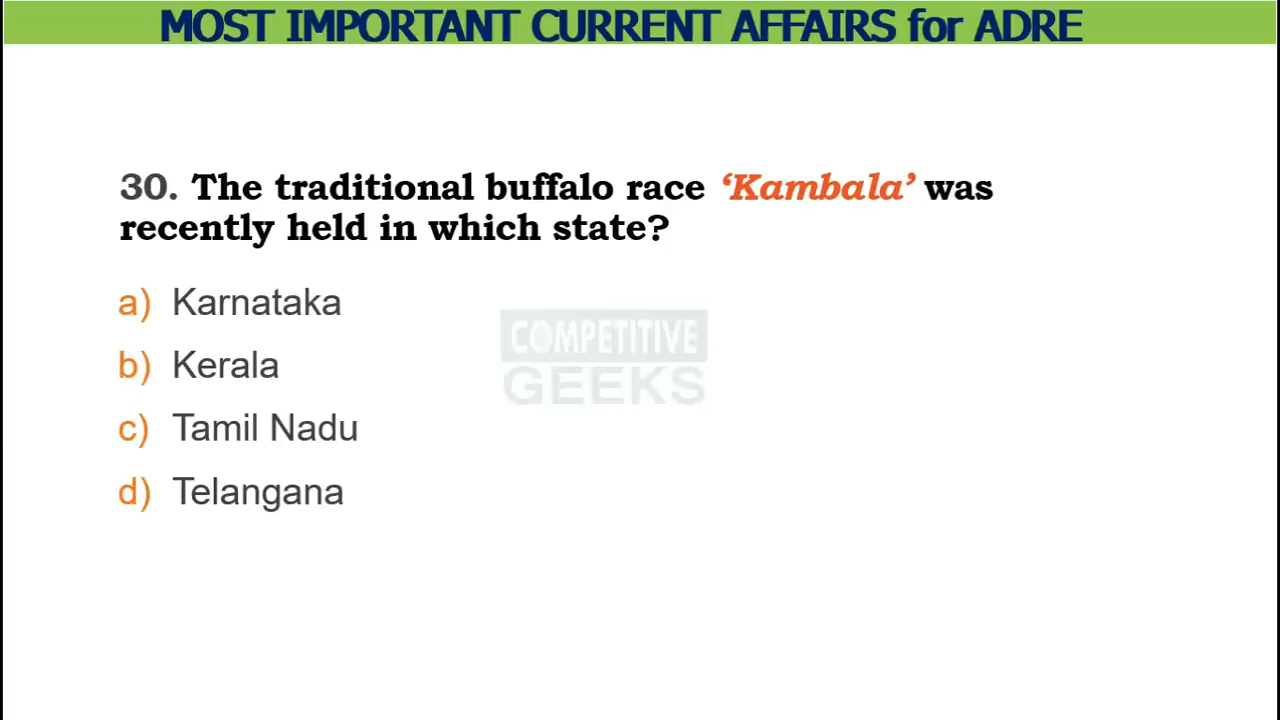 MOST IMPORTANT CURRENT AFFAIRS for ADRE
30. The traditional buffalo race ‘Kambala’ was
recently held in which state?
a) Karnataka
b) Kerala
c) Tamil Nadu
d) Telangana
COMPETITIVE
GEEKS